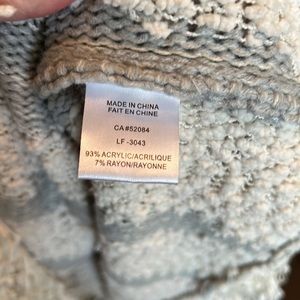 MADE IN CHINA
FAIT EN CHINE
CA#52084
LF-3043
93% ACRYLIC/ACRILIQUE
7% RAYON/RAYONNE